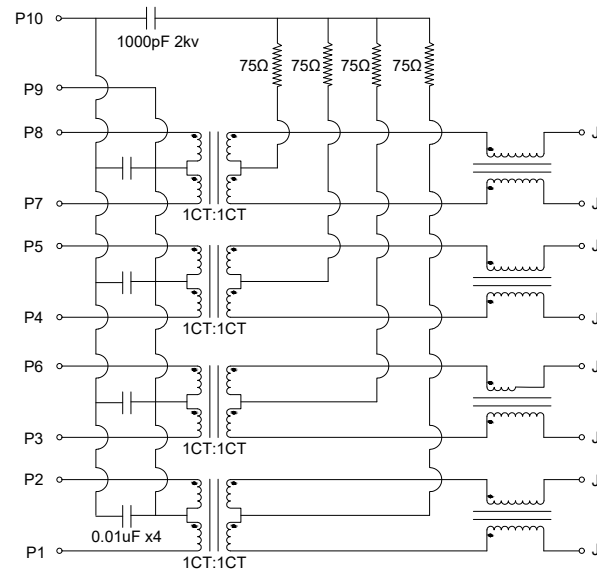 P10
1000pF 2kv
75Ω 75Ω 75Ω 75Ω
P9
P8 J
P7 J
1CT:1CT
P5 J
P4 J
1CT:1CT
P6 J
P3 J
1CT:1CT
P2 J
0.01uF x4
P1 J
1CT:1CT